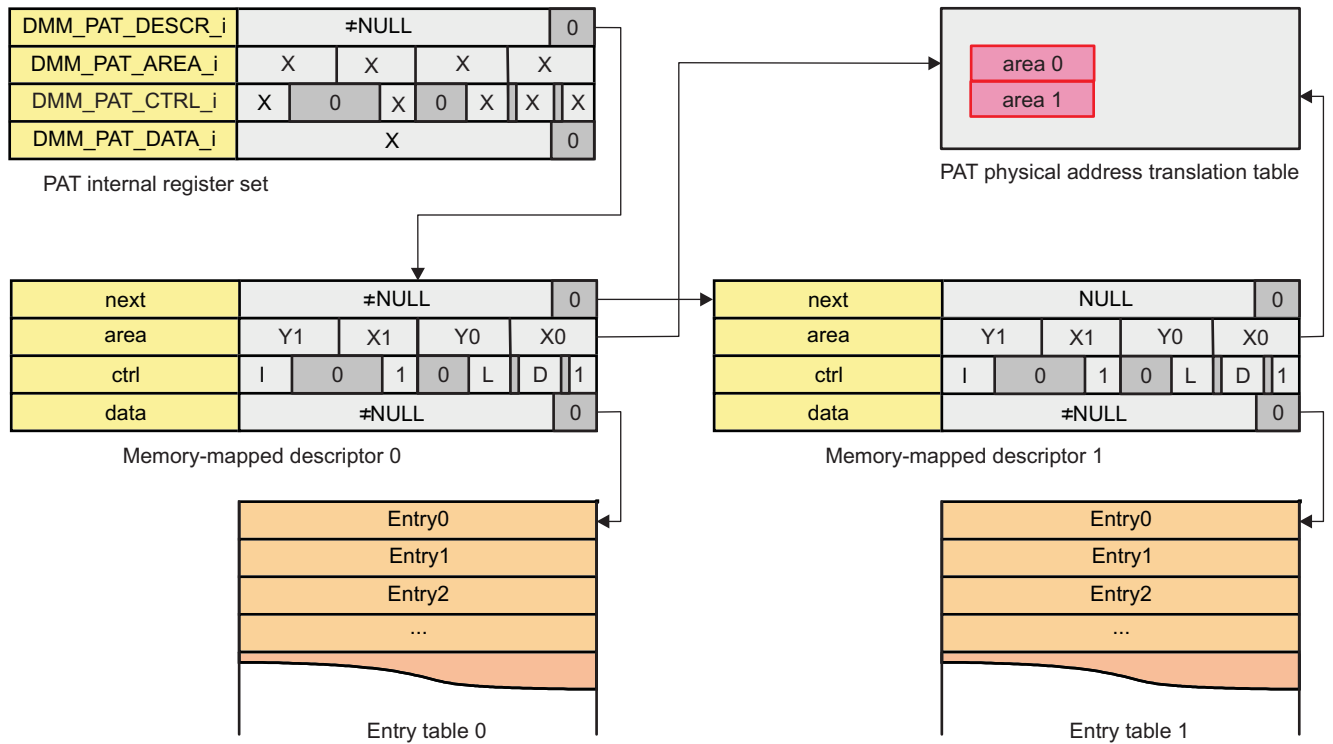 DMM_PAT_DESCR_i ≠NULL 0
DMM_PAT_AREA_i X X X X
DMM_PAT_CTRL_i X 0 X 0 X X X
DMM_PAT_DATA_i X 0
PAT internal register set
area 0
area 1
PAT physical address translation table
next ≠NULL 0
area Y1 X1 Y0 X0
ctrl I 0 1 0 L D 1
data ≠NULL 0
Memory-mapped descriptor 0
next NULL 0
area Y1 X1 Y0 X0
ctrl I 0 1 0 L D 1
data ≠NULL 0
Memory-mapped descriptor 1
Entry0
Entry1
Entry2
...
Entry table 0
Entry0
Entry1
Entry2
...
Entry table 1